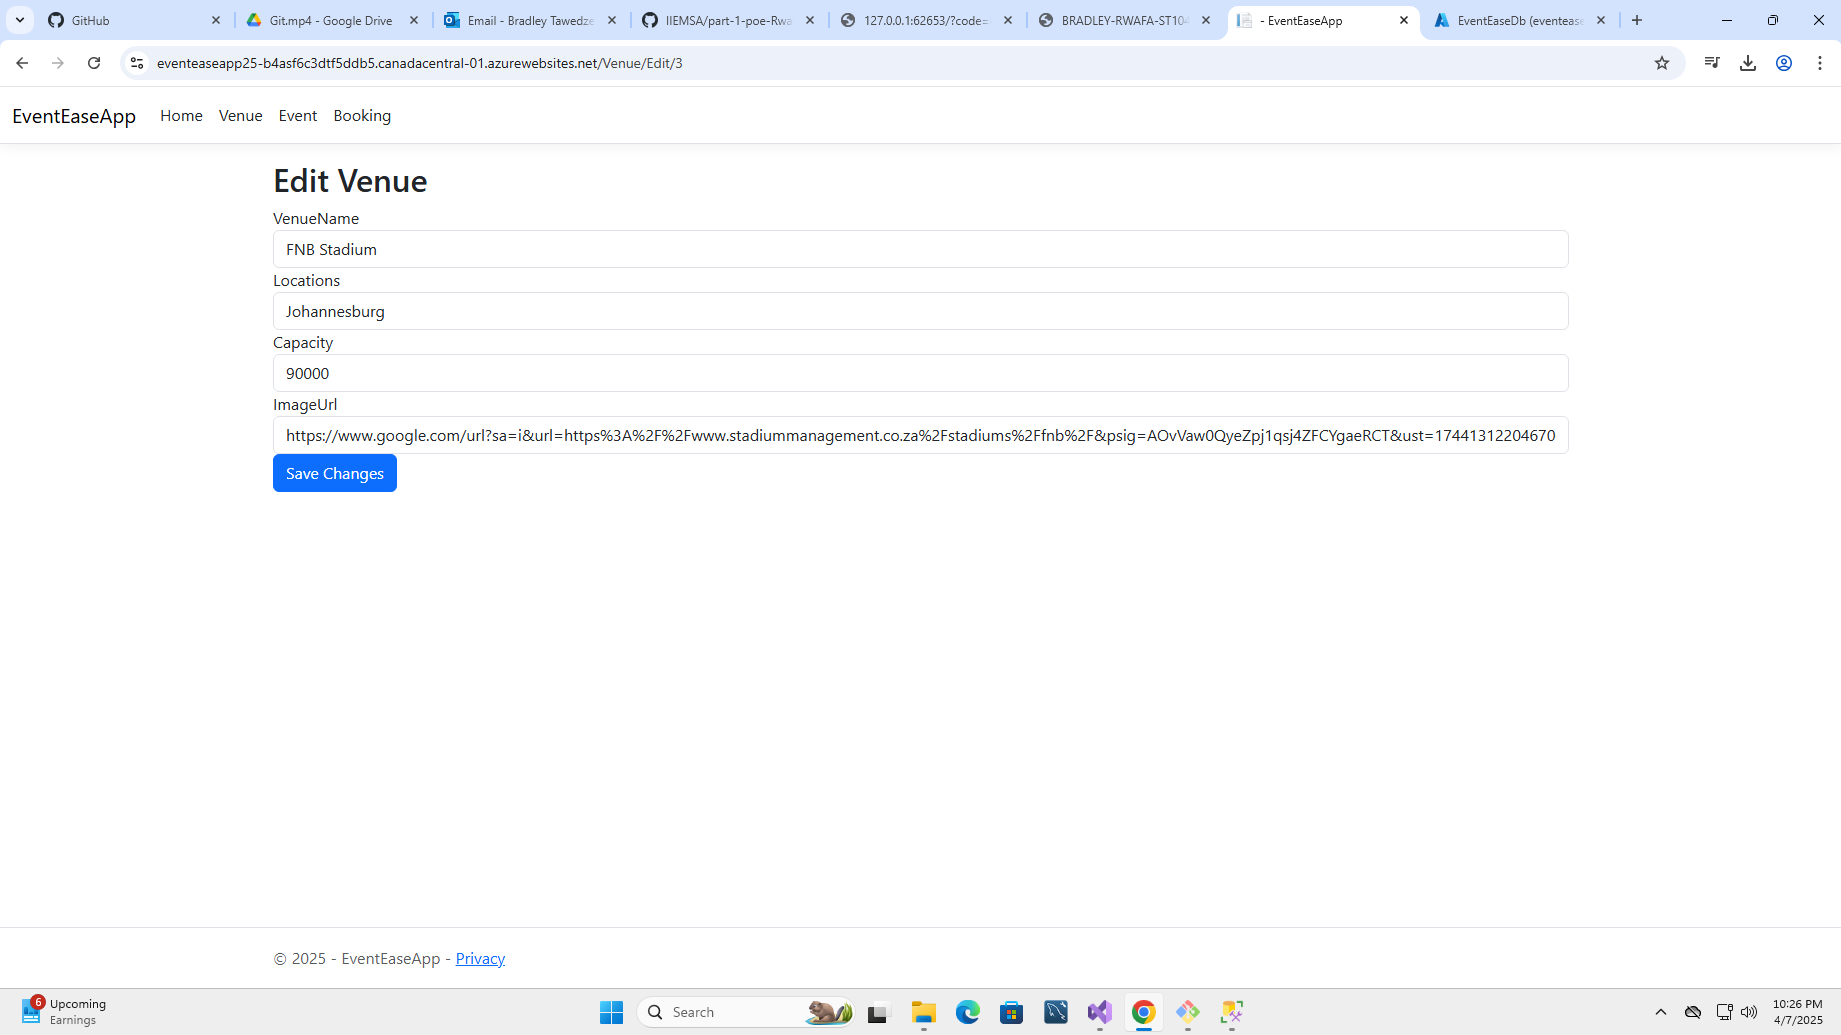 GitHub
Git.mp4 - Google Drive
Email - Bradley Tawedze
IIEMSA/part-1-poe-Rwa
127.0.0.1:62653/?code=
BRADLEY-RWAFA-ST104
- EventEaseApp
EventEaseDb (eventease
eventeaseapp25-b4asf6c3dtf5ddb5.canadacentral-01.azurewebsites.net/Venue/Edit/3
EventEaseApp Home Venue Event Booking
Edit Venue
VenueName
FNB Stadium
Locations
Johannesburg
Capacity
90000
ImageUrl
https://www.google.com/url?sa=i&url=https%3A%2F%2Fwww.stadiummanagement.co.za%2Fstadiums%2Ffnb%2F&psig=AOvVaw0QyeZpj1qsj4ZFCYgaeRCT&ust=17441312204670
Save Changes
© 2025 - EventEaseApp - Privacy
6
Upcoming
Earnings
Search
10:26 PM
4/7/2025